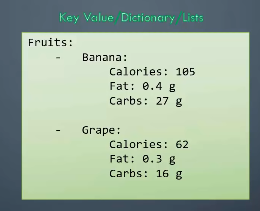 Key Value/Dictionary/Lists
Fruits:
- Banana:
Calories: 105
Fat: 0.4 g
Carbs: 27 g
- Grape:
Calories: 62
Fat: 0.3 g
Carbs: 16 g